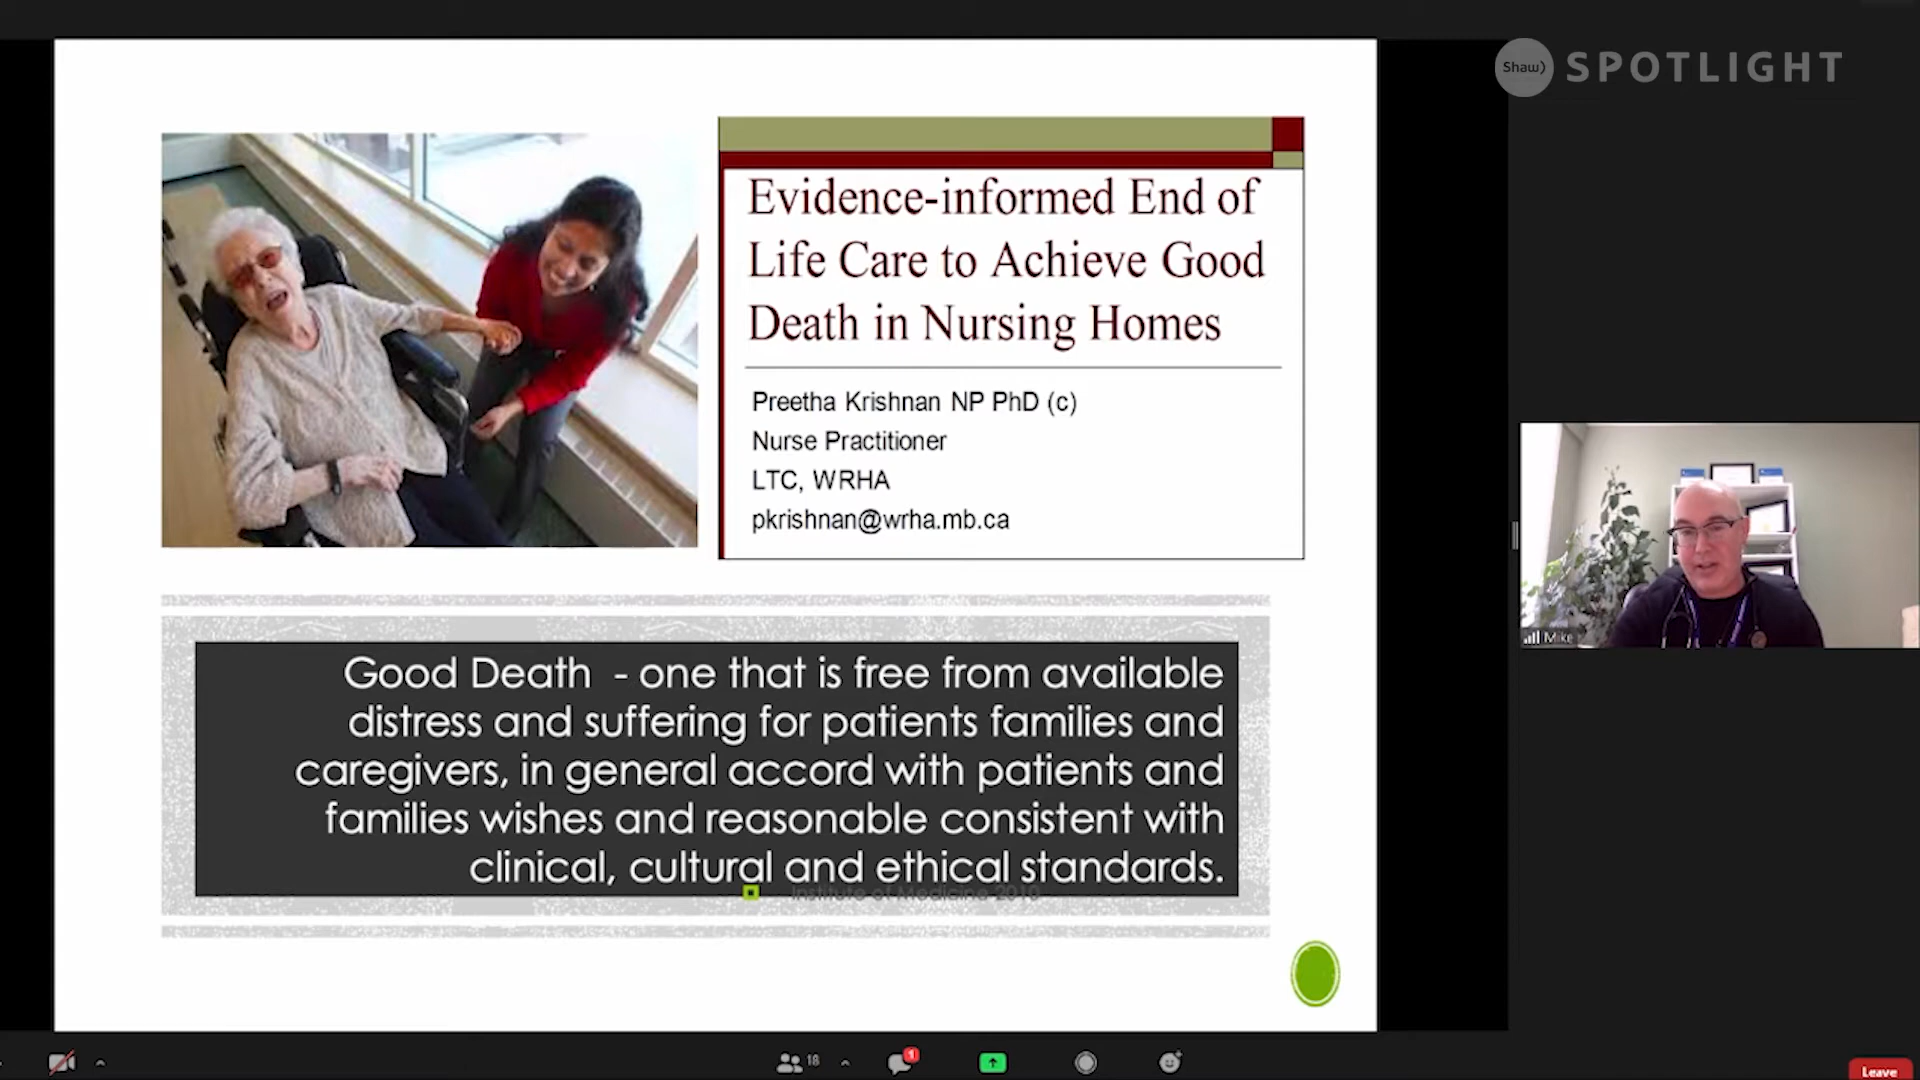 Shaw) SPOTLIGHT
Evidence-informed End of
Life Care to Achieve Good
Death in Nursing Homes
Preetha Krishnan NP PhD (c)
Nurse Practitioner
LTC, WRHA
pkrishnan@wrha.mb.ca
Good Death - one that is free from available
distress and suffering for patients families and
caregivers, in general accord with patients and
families wishes and reasonable consistent with
clinical, cultural and ethical standards.
Institute of Medicine 2010
Mike
18
1
Leave